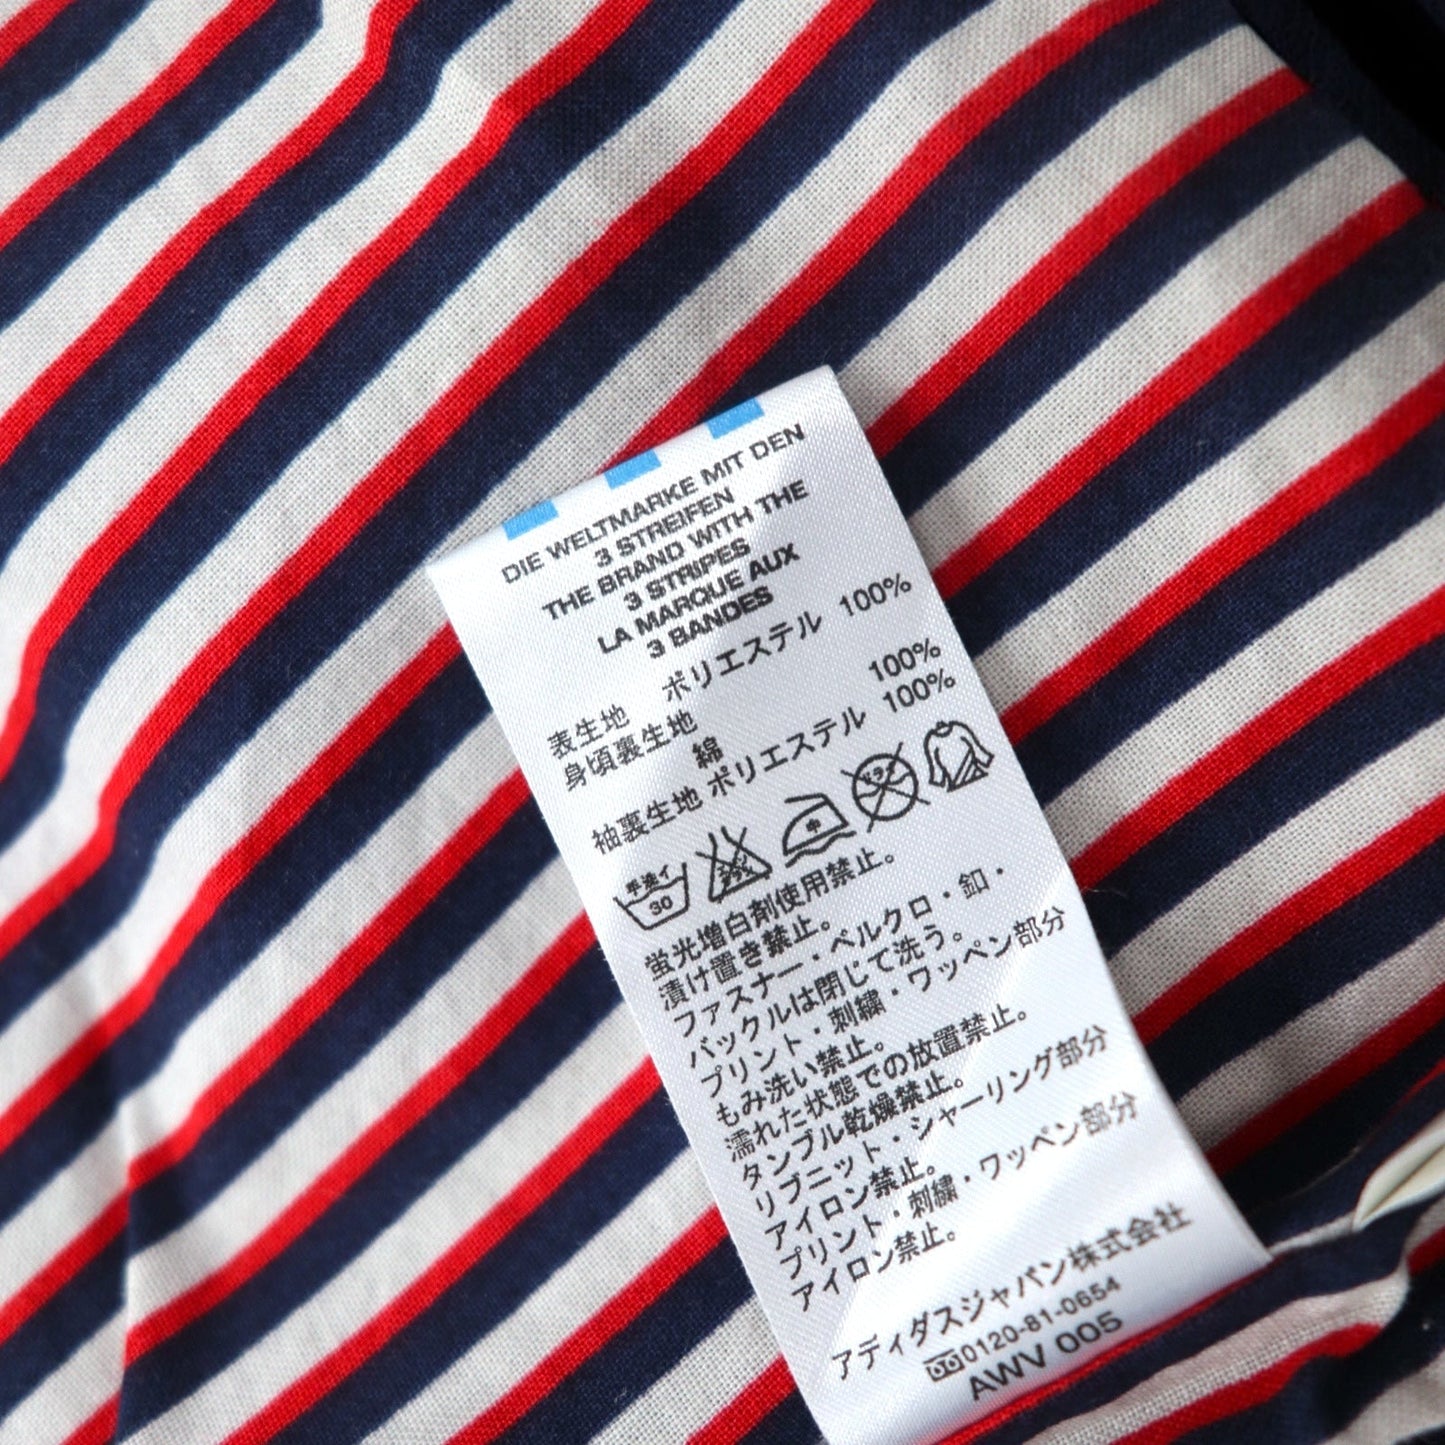 DIE WELTMARKE MIT DEN
3 STREIFEN
THE BRAND WITH THE
3 STRIPES
LA MARQUE AUX
3 BANDES
表生地 ポリエステル 100%
身頃裏生地
綿 100%
袖裏生地 ポリエステル 100%
手洗イ
30
中
ドライ
蛍光増白剤使用禁止。
漬け置き禁止。
ファスナー・ベルクロ・釦・
バックルは閉じて洗う。
プリント・刺繍・ワッペン部分
もみ洗い禁止。
濡れた状態での放置禁止。
タンブル乾燥禁止。
リブニット・シャーリング部分
アイロン禁止。
プリント・刺繍・ワッペン部分
アイロン禁止。
アディダスジャパン株式会社
0120-81-0654
AWV 005